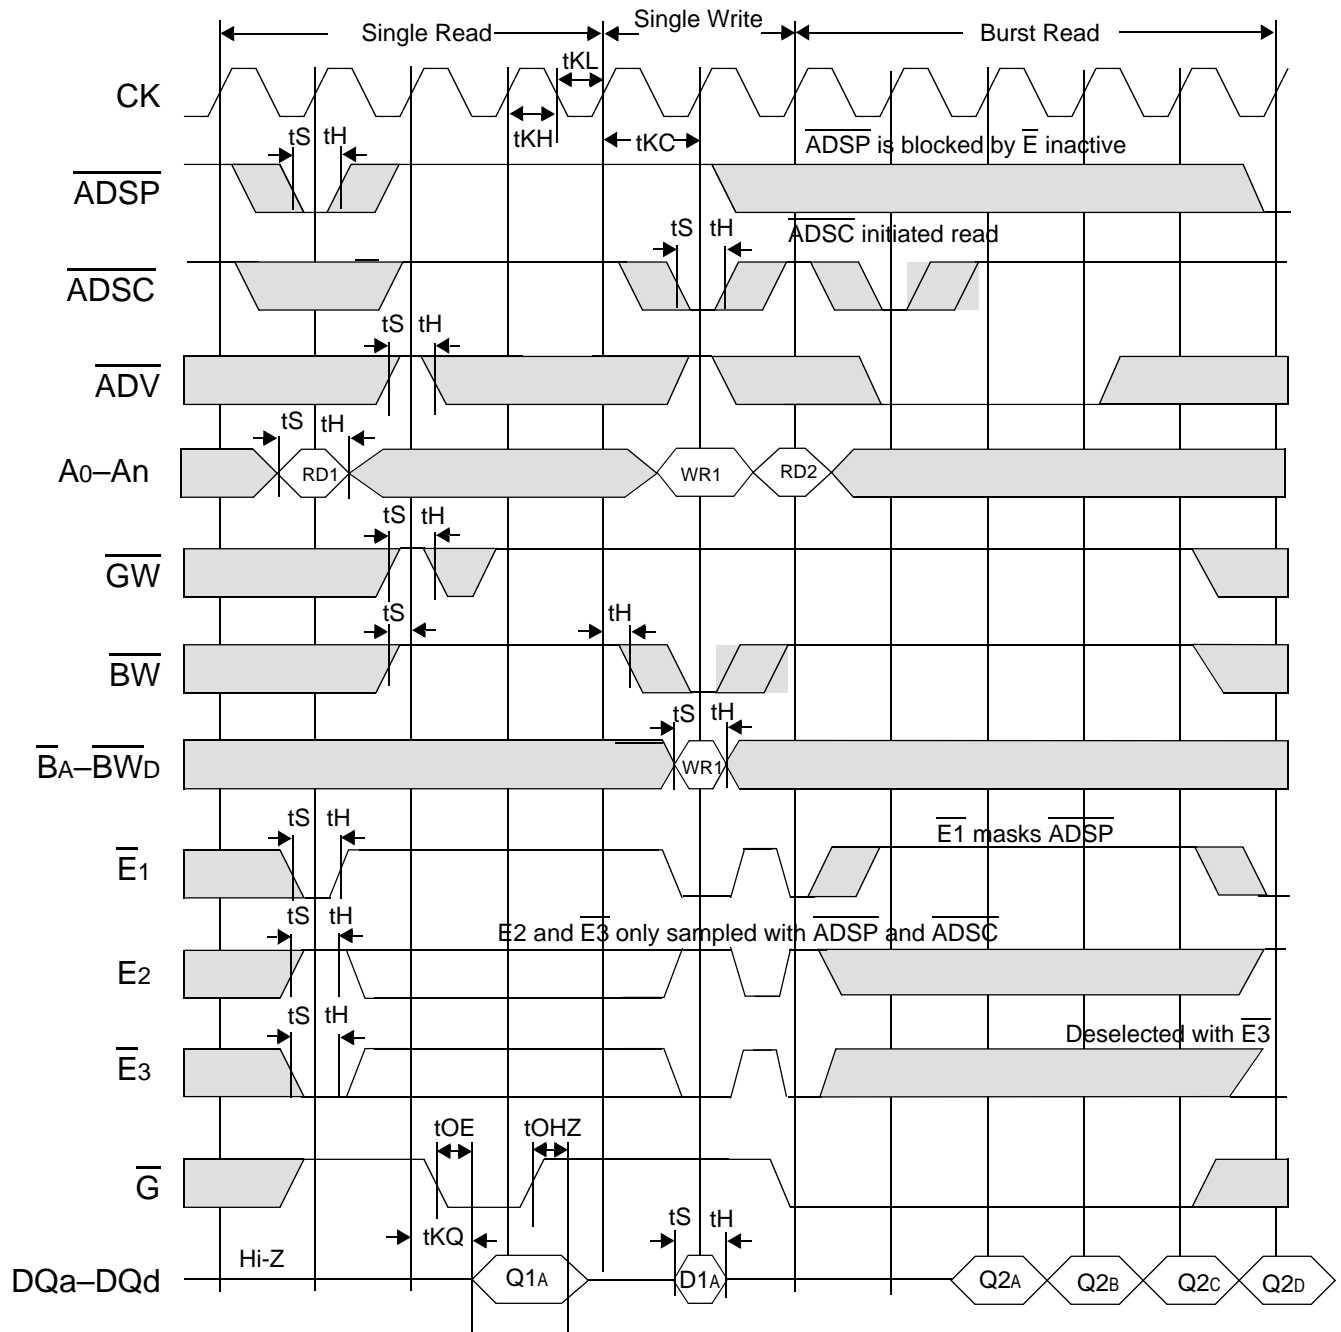 Single Read
Single Write
Burst Read
tKL
CK
tS tH
tKH
tKC
ADSP is blocked by E inactive
ADSP
tS tH
ADSC initiated read
ADSC
tS tH
ADV
tS tH
A0–An
RD1
WR1
RD2
tS tH
GW
tS
tH
BW
tS tH
BA–BWD
WR1
tS tH
E1 masks ADSP
E1
tS tH
E2 and E3 only sampled with ADSP and ADSC
E2
tS tH
Deselected with E3
E3
tOE
tOHZ
G
tKQ
tS tH
Hi-Z
DQa–DQd
Q1A
D1A
Q2A
Q2B
Q2C
Q2D